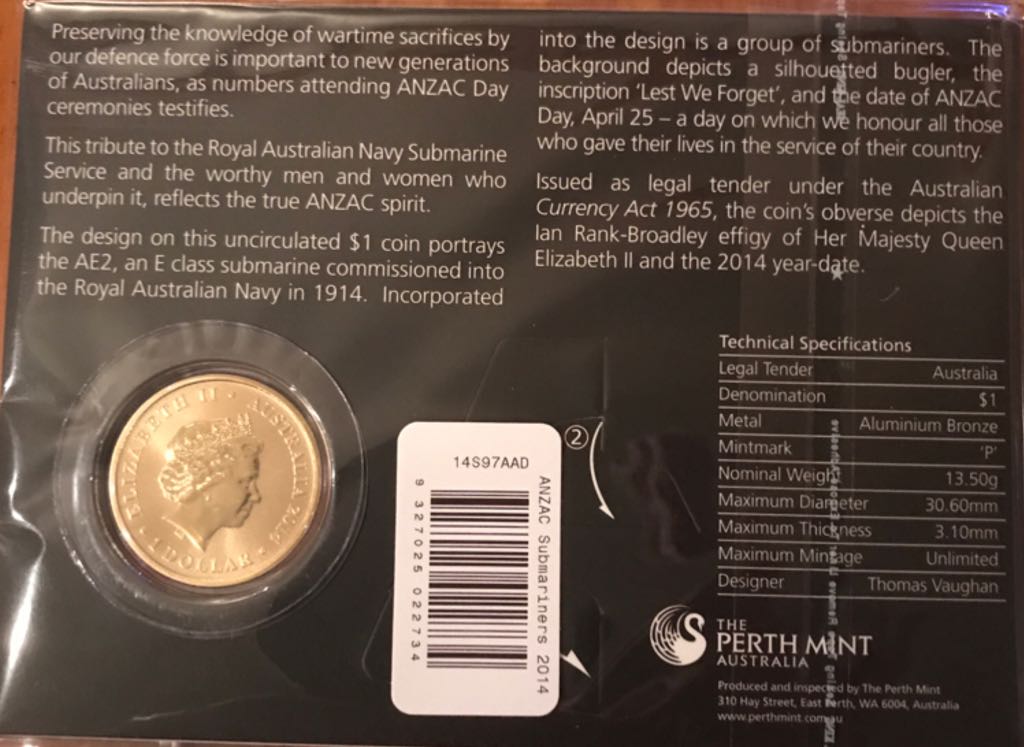 Preserving the knowledge of wartime sacrifices by
our defence force is important to new generations
of Australians, as numbers attending ANZAC Day
ceremonies testifies.
This tribute to the Royal Australian Navy Submarine
Service and the worthy men and women who
underpin it, reflects the true ANZAC spirit.
The design on this uncirculated $1 coin portrays
the AE2, an E class submarine commissioned into
the Royal Australian Navy in 1914. Incorporated
into the design is a group of submariners. The
background depicts a silhouetted bugler, the
inscription 'Lest We Forget', and the date of ANZAC
Day, April 25 – a day on which we honour all those
who gave their lives in the service of their country.
Issued as legal tender under the Australian
Currency Act 1965, the coin's obverse depicts the
Ian Rank-Broadley effigy of Her Majesty Queen
Elizabeth II and the 2014 year-date.
ELIZABETH II • AUSTRALIA 2014
1 DOLLAR
14S97AAD
ANZAC Submariners 2014
9 327025 022734
2
Technical Specifications
Legal Tender Australia
Denomination $1
Metal Aluminium Bronze
Mintmark 'P'
Nominal Weight 13.50g
Maximum Diameter 30.60mm
Maximum Thickness 3.10mm
Maximum Mintage Unlimited
Designer Thomas Vaughan
THE
PERTH MINT
AUSTRALIA
Produced and inspected by The Perth Mint
310 Hay Street, East Perth, WA 6004, Australia
www.perthmint.com.au